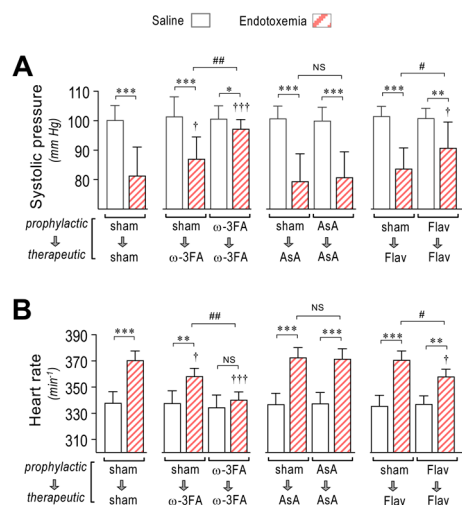 Saline Endotoxemia
A
Systolic pressure
(mm Hg)
110
100
90
80
***
***
†
##
*
†††
***
NS
***
***
#
**
†
prophylactic sham sham ω-3FA sham AsA sham Flav
therapeutic sham ω-3FA ω-3FA AsA AsA Flav Flav
B
Heart rate
(min-1)
390
370
350
330
310
***
**
†
##
NS
†††
***
NS
***
***
#
**
†
prophylactic sham sham ω-3FA sham AsA sham Flav
therapeutic sham ω-3FA ω-3FA AsA AsA Flav Flav